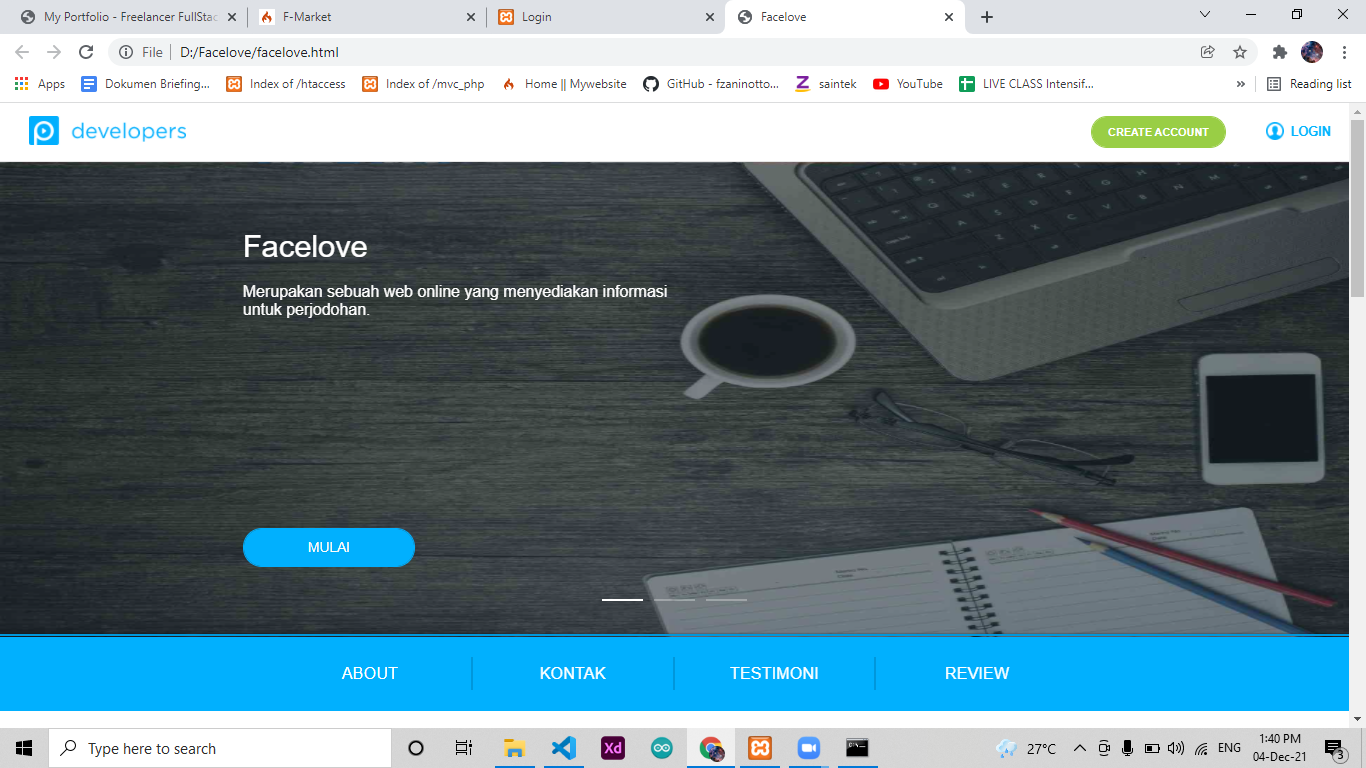 My Portfolio - Freelancer FullStac
F-Market
Login
Facelove
File
D:/Facelove/facelove.html
Apps
Dokumen Briefing...
Index of /htaccess
Index of /mvc_php
Home || Mywebsite
GitHub - fzaninotto...
saintek
YouTube
LIVE CLASS Intensif...
»
Reading list
developers
CREATE ACCOUNT
LOGIN
Facelove
Merupakan sebuah web online yang menyediakan informasi
untuk perjodohan.
MULAI
ABOUT
KONTAK
TESTIMONI
REVIEW
Type here to search
Xd
27°C
ENG
1:40 PM
04-Dec-21
3